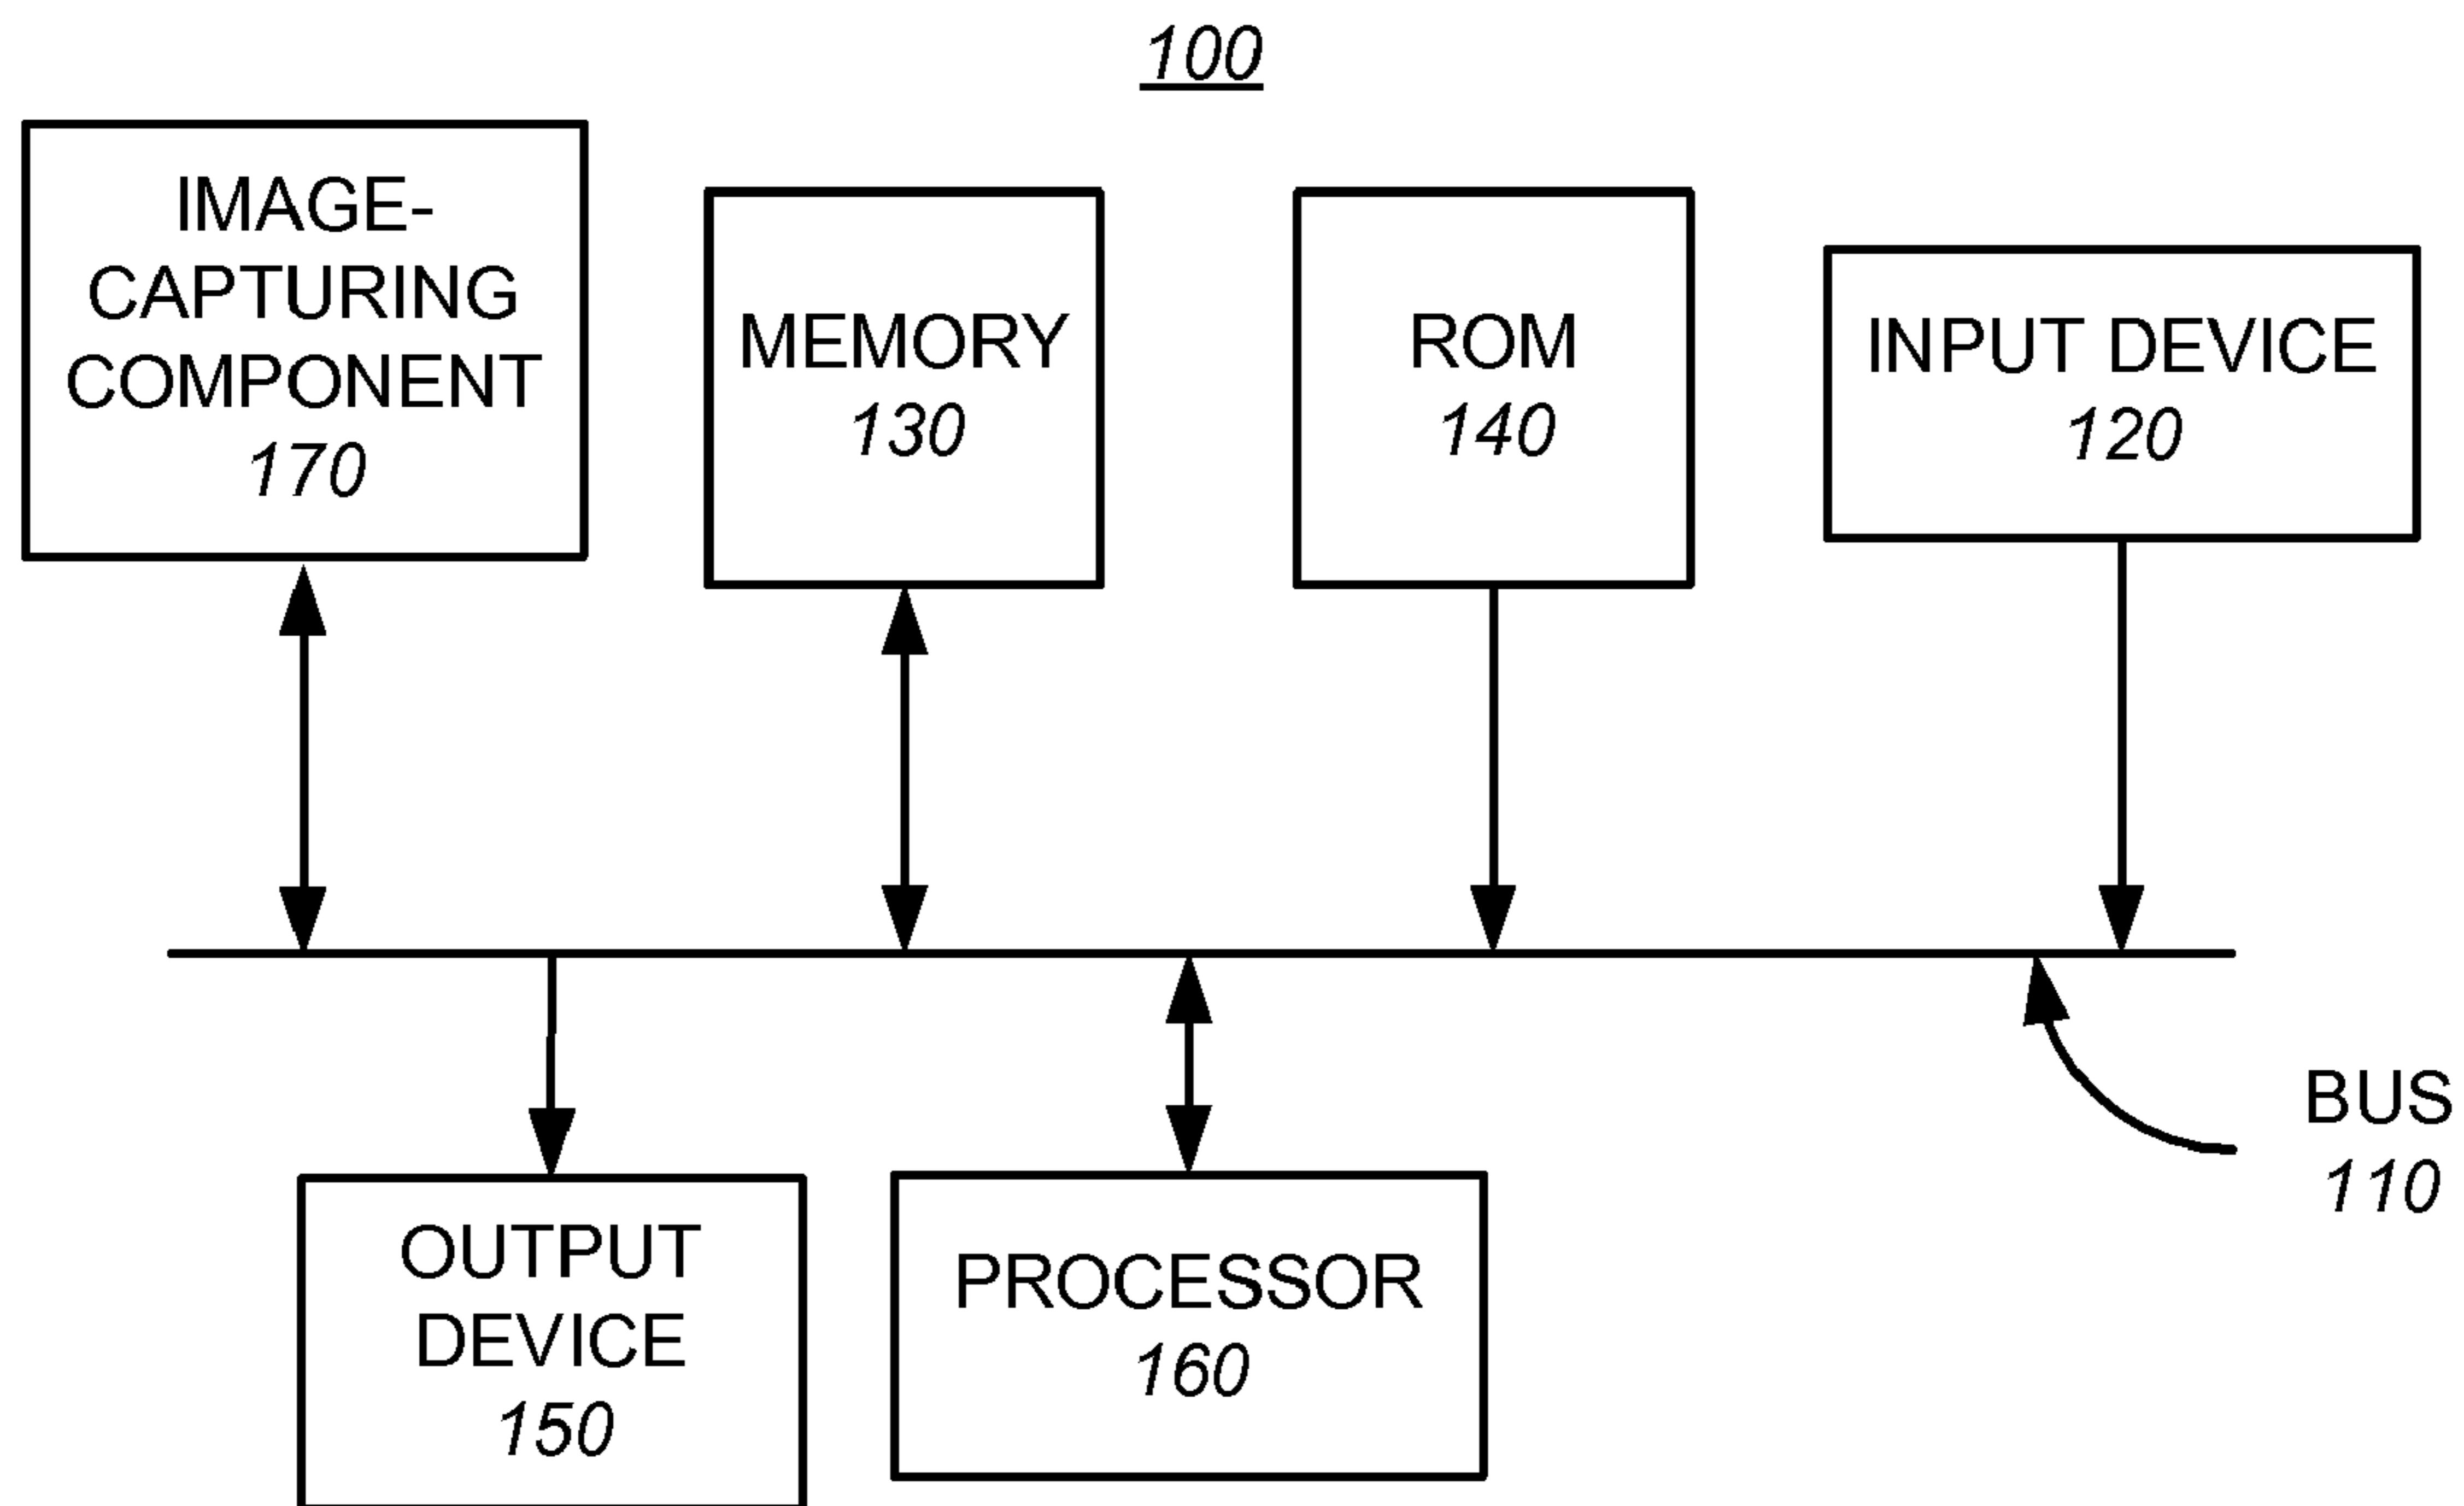 100
IMAGE-
CAPTURING
COMPONENT
170
MEMORY
130
ROM
140
INPUT DEVICE
120
BUS
110
OUTPUT
DEVICE
150
PROCESSOR
160